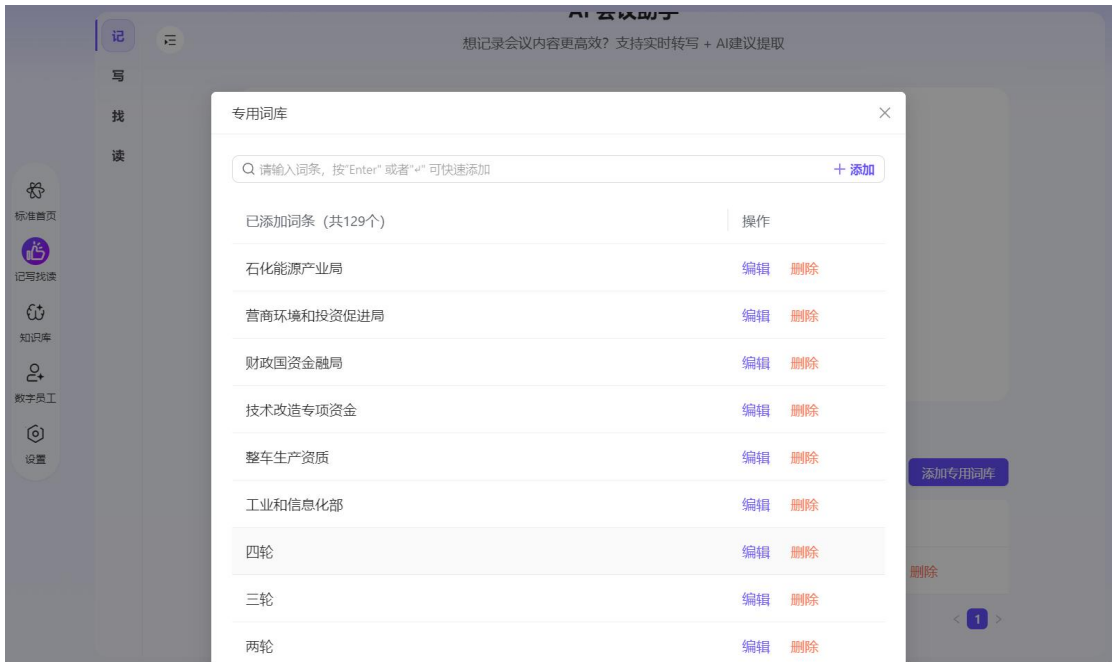 AI 会议助手
想记录会议内容更高效？支持实时转写 + AI建议提取
记
写
找
读
标准首页
记写找读
知识库
数字员工
设置
专用词库
请输入词条，按“Enter” 或者“↵” 可快速添加
+ 添加
已添加词条（共129个） 操作
石化能源产业局 编辑 删除
营商环境和投资促进局 编辑 删除
财政国资金融局 编辑 删除
技术改造专项资金 编辑 删除
整车生产资质 编辑 删除
工业和信息化部 编辑 删除
四轮 编辑 删除
三轮 编辑 删除
两轮 编辑 删除
添加专用词库
删除
< 1 >